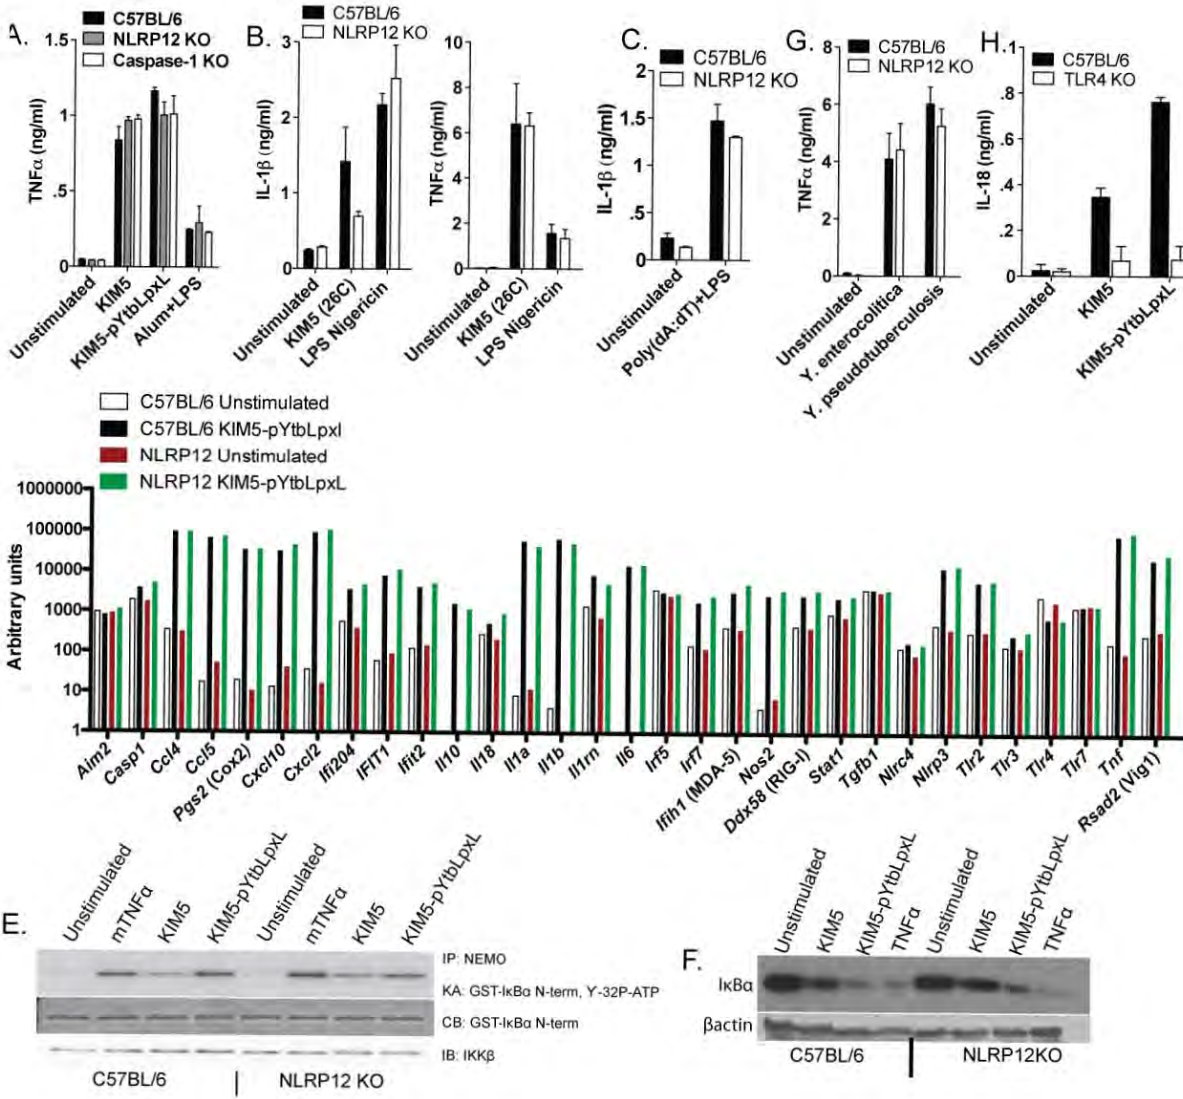 A.
C57BL/6
NLRP12 KO
Caspase-1 KO
TNFα (ng/ml)
1.5
1
.5
0
Unstimulated
KIM5
KIM5-pYtbLpxL
Alum+LPS
B.
C57BL/6
NLRP12 KO
IL-1β (ng/ml)
3
2
1
0
Unstimulated
KIM5 (26C)
LPS Nigericin
TNFα (ng/ml)
10
8
6
4
2
0
Unstimulated
KIM5 (26C)
LPS Nigericin
C.
C57BL/6
NLRP12 KO
IL-1β (ng/ml)
2
1.5
1
.5
0
Unstimulated
Poly(dA:dT)+LPS
G.
C57BL/6
NLRP12 KO
TNFα (ng/ml)
8
6
4
2
0
Unstimulated
Y. enterocolitica
Y. pseudotuberculosis
H.
C57BL/6
TLR4 KO
IL-18 (ng/ml)
.1
.8
.6
.4
.2
0
Unstimulated
KIM5
KIM5-pYtbLpxL
C57BL/6 Unstimulated
C57BL/6 KIM5-pYtbLpxl
NLRP12 Unstimulated
NLRP12 KIM5-pYtbLpxL
Arbitrary units
1000000
100000
10000
1000
100
10
1
Aim2
Casp1
Ccl4
Ccl5
Pgs2 (Cox2)
Cxcl10
Cxcl2
Ifi204
IFIT1
Ifit2
Il10
Il18
Il1a
Il1b
Il1rn
Il6
Irf5
Irf7
Ifih1 (MDA-5)
Nos2
Ddx58 (RIG-I)
Stat1
Tgfb1
Nlrc4
Nlrp3
Tlr2
Tlr3
Tlr4
Tlr7
Tnf
Rsad2 (Vig1)
E.
Unstimulated
mTNFα
KIM5
KIM5-pYtbLpxL
Unstimulated
mTNFα
KIM5
KIM5-pYtbLpxL
IP: NEMO
KA: GST-IκBα N-term, Y-32P-ATP
CB: GST-IκBα N-term
IB: IKKβ
C57BL/6
NLRP12 KO
F.
Unstimulated
KIM5
KIM5-pYtbLpxL
TNFα
Unstimulated
KIM5
KIM5-pYtbLpxL
TNFα
IκBα
βactin
C57BL/6
NLRP12KO